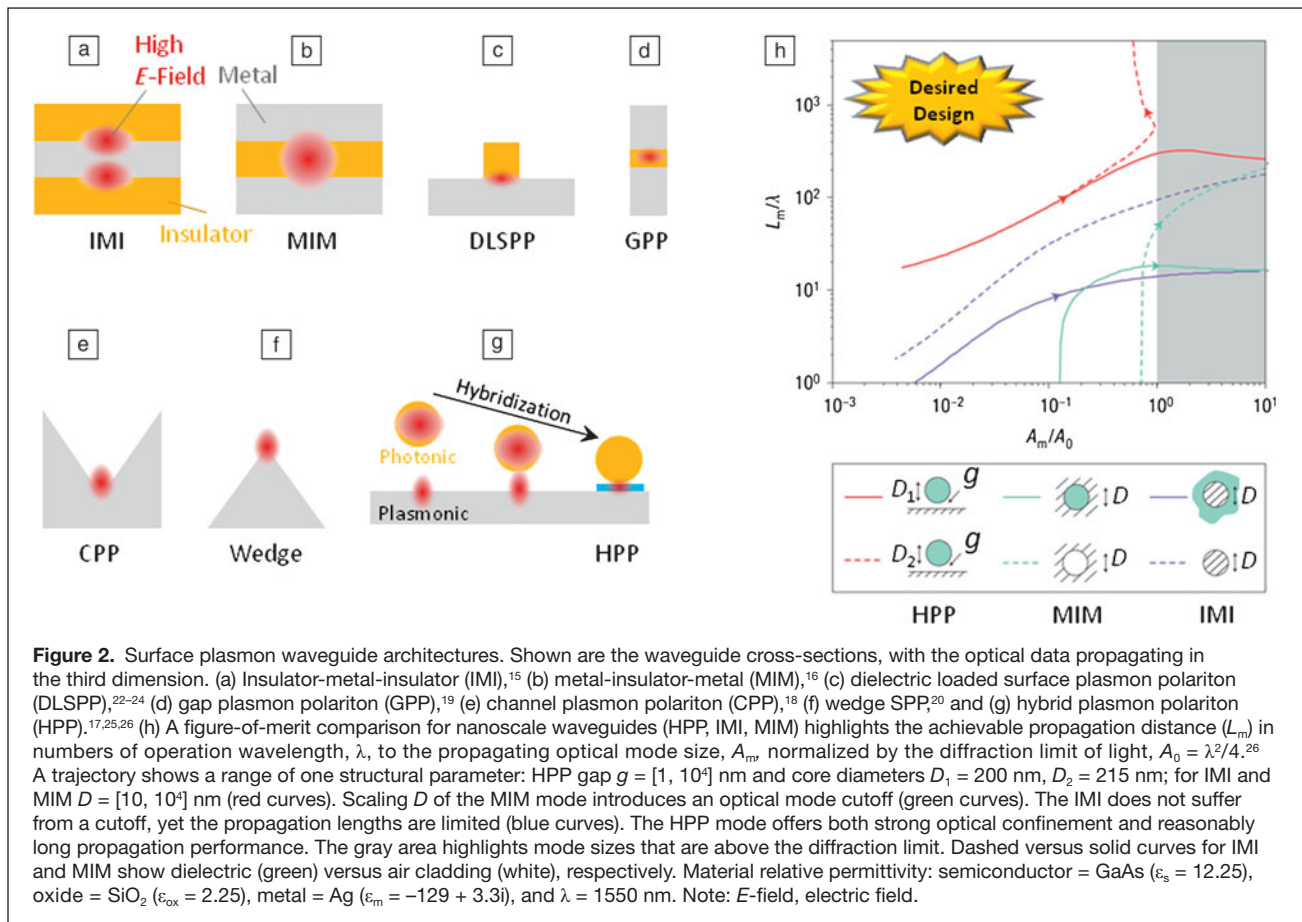 a
High
E-Field
Metal
b
c
d
Insulator
IMI
MIM
DLSPP
GPP
e
f
g
Hybridization
Photonic
Plasmonic
CPP
Wedge
HPP
h
Desired
Design
10³
10²
10¹
10⁰
Lₘ/λ
10⁻³
10⁻²
10⁻¹
10⁰
10¹
Aₘ/A₀
D₁ g
D
D
D₂ g
D
D
HPP
MIM
IMI
Figure 2. Surface plasmon waveguide architectures. Shown are the waveguide cross-sections, with the optical data propagating in
the third dimension. (a) Insulator-metal-insulator (IMI),¹⁵ (b) metal-insulator-metal (MIM),¹⁶ (c) dielectric loaded surface plasmon polariton
(DLSPP),²²⁻²⁴ (d) gap plasmon polariton (GPP),¹⁹ (e) channel plasmon polariton (CPP),¹⁸ (f) wedge SPP,²⁰ and (g) hybrid plasmon polariton
(HPP).¹⁷,²⁵,²⁶ (h) A figure-of-merit comparison for nanoscale waveguides (HPP, IMI, MIM) highlights the achievable propagation distance (Lₘ) in
numbers of operation wavelength, λ, to the propagating optical mode size, Aₘ, normalized by the diffraction limit of light, A₀ = λ²/4.²⁶
A trajectory shows a range of one structural parameter: HPP gap g = [1, 10⁴] nm and core diameters D₁ = 200 nm, D₂ = 215 nm; for IMI and
MIM D = [10, 10⁴] nm (red curves). Scaling D of the MIM mode introduces an optical mode cutoff (green curves). The IMI does not suffer
from a cutoff, yet the propagation lengths are limited (blue curves). The HPP mode offers both strong optical confinement and reasonably
long propagation performance. The gray area highlights mode sizes that are above the diffraction limit. Dashed versus solid curves for IMI
and MIM show dielectric (green) versus air cladding (white), respectively. Material relative permittivity: semiconductor = GaAs (εₛ = 12.25),
oxide = SiO₂ (εₒₓ = 2.25), metal = Ag (εₘ = –129 + 3.3i), and λ = 1550 nm. Note: E-field, electric field.